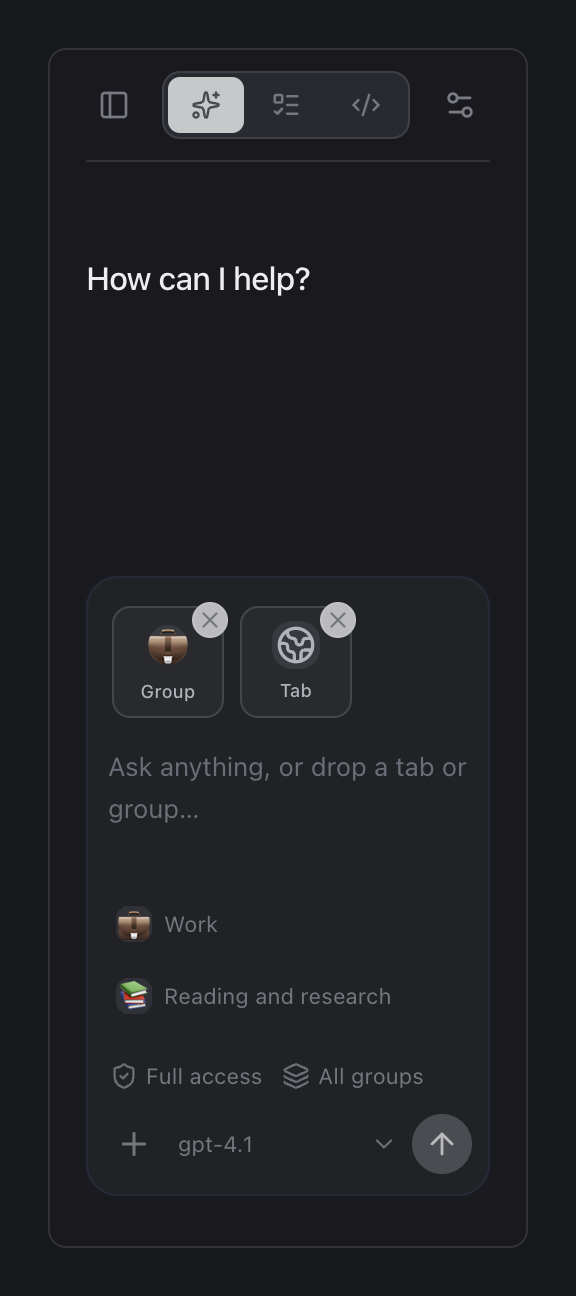 How can I help?
Group
Tab
Ask anything, or drop a tab or
group...
Work
Reading and research
Full access
All groups
gpt-4.1